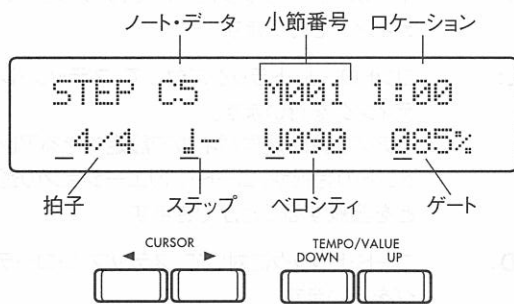 ノート・データ 小節番号 ロケーション
STEP C5 M001 1:00
4/4 ♩- V090 085%
拍子 ステップ ベロシティ ゲート
CURSOR TEMPO/VALUE
◄ ► DOWN UP